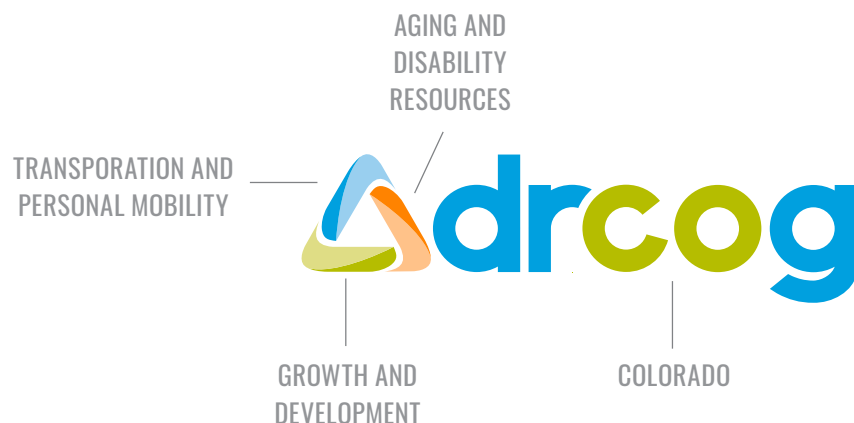 AGING AND
DISABILITY
RESOURCES
TRANSPORATION AND
PERSONAL MOBILITY
drcog
GROWTH AND
DEVELOPMENT
COLORADO